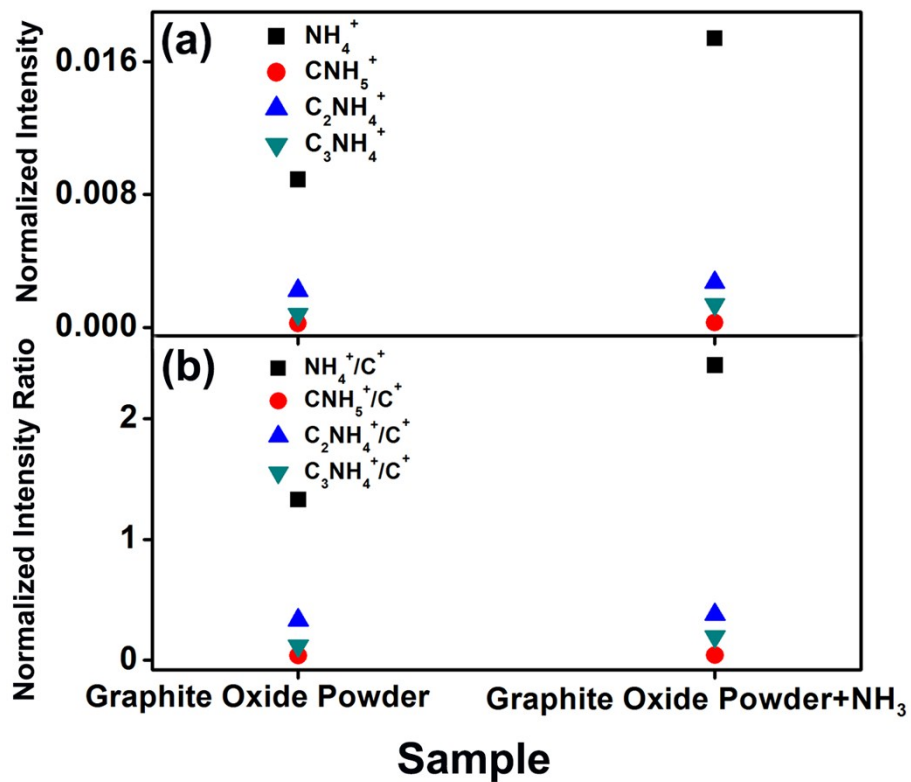 (a)
NH₄⁺
CNH₅⁺
C₂NH₄⁺
C₃NH₄⁺
Normalized Intensity
0.016
0.008
0.000
(b)
NH₄⁺/C⁺
CNH₅⁺/C⁺
C₂NH₄⁺/C⁺
C₃NH₄⁺/C⁺
Normalized Intensity Ratio
2
1
0
Graphite Oxide Powder
Graphite Oxide Powder+NH₃
Sample